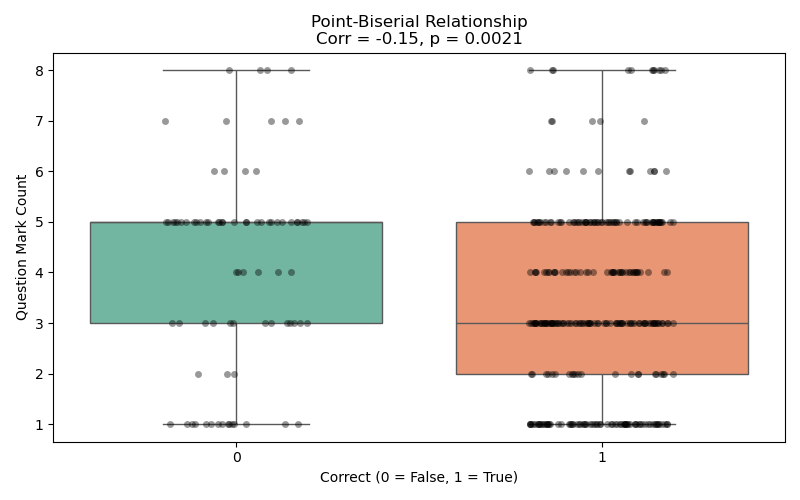 Point-Biserial Relationship
Corr = -0.15, p = 0.0021
Question Mark Count
8
7
6
5
4
3
2
1
0
1
Correct (0 = False, 1 = True)